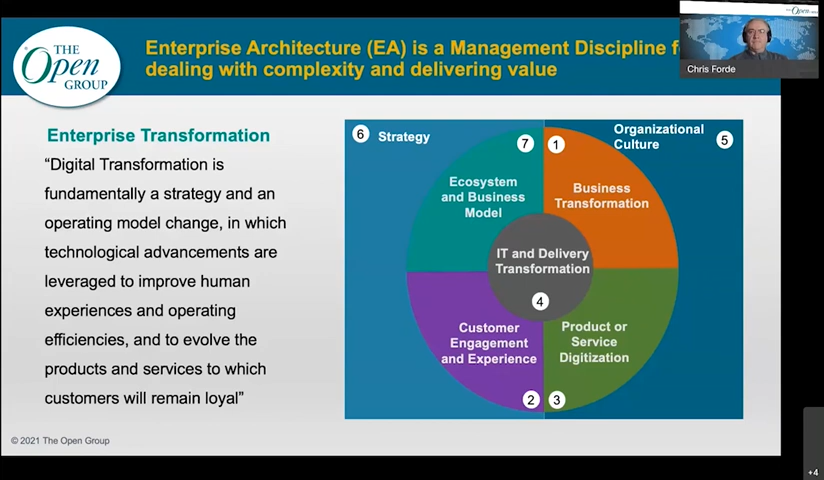 THE
Open
GROUP
Enterprise Architecture (EA) is a Management Discipline
dealing with complexity and delivering value
Open
Chris Forde
Enterprise Transformation
“Digital Transformation is
fundamentally a strategy and an
operating model change, in which
technological advancements are
leveraged to improve human
experiences and operating
efficiencies, and to evolve the
products and services to which
customers will remain loyal”
6 Strategy
Organizational
Culture
5
7
1
Ecosystem
and Business
Model
Business
Transformation
IT and Delivery
Transformation
4
Customer
Engagement
and Experience
Product or
Service
Digitization
2
3
© 2021 The Open Group
+4